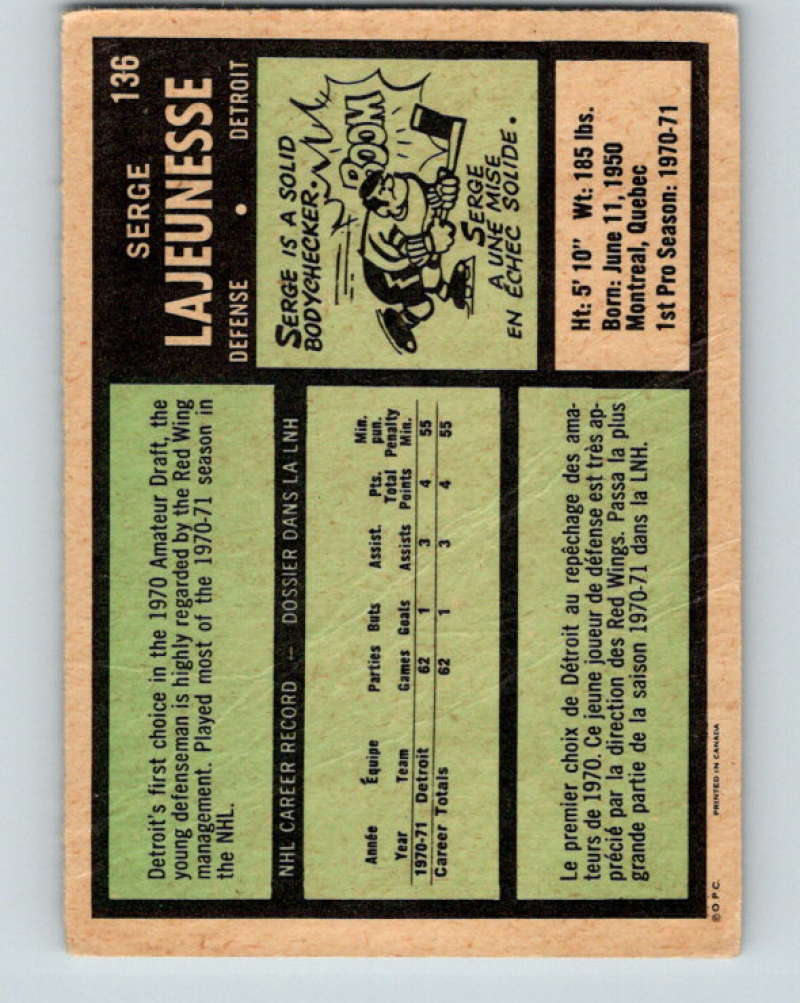 136
SERGE
LAJEUNESSE
DEFENSE • DETROIT
Detroit's first choice in the 1970 Amateur Draft, the
young defenseman is highly regarded by the Red Wing
management. Played most of the 1970-71 season in
the NHL.
SERGE IS A SOLID
BODYCHECKER.
BOOM
SERGE
A UNE MISE
EN ÉCHEC SOLIDE.
NHL CAREER RECORD — DOSSIER DANS LA LNH
Année Équipe Parties Buts Assist. Pts. Min. pun.
Year Team Games Goals Assists Total Points Penalty Min.
1970-71 Detroit 62 1 3 4 55
Career Totals 62 1 3 4 55
Ht: 5' 10" Wt: 185 lbs.
Born: June 11, 1950
Montreal, Quebec
1st Pro Season: 1970-71
Le premier choix de Détroit au repêchage des ama-
teurs de 1970. Ce jeune joueur de défense est très ap-
précié par la direction des Red Wings. Passa la plus
grande partie de la saison 1970-71 dans la LNH.
© O.P.C. PRINTED IN CANADA